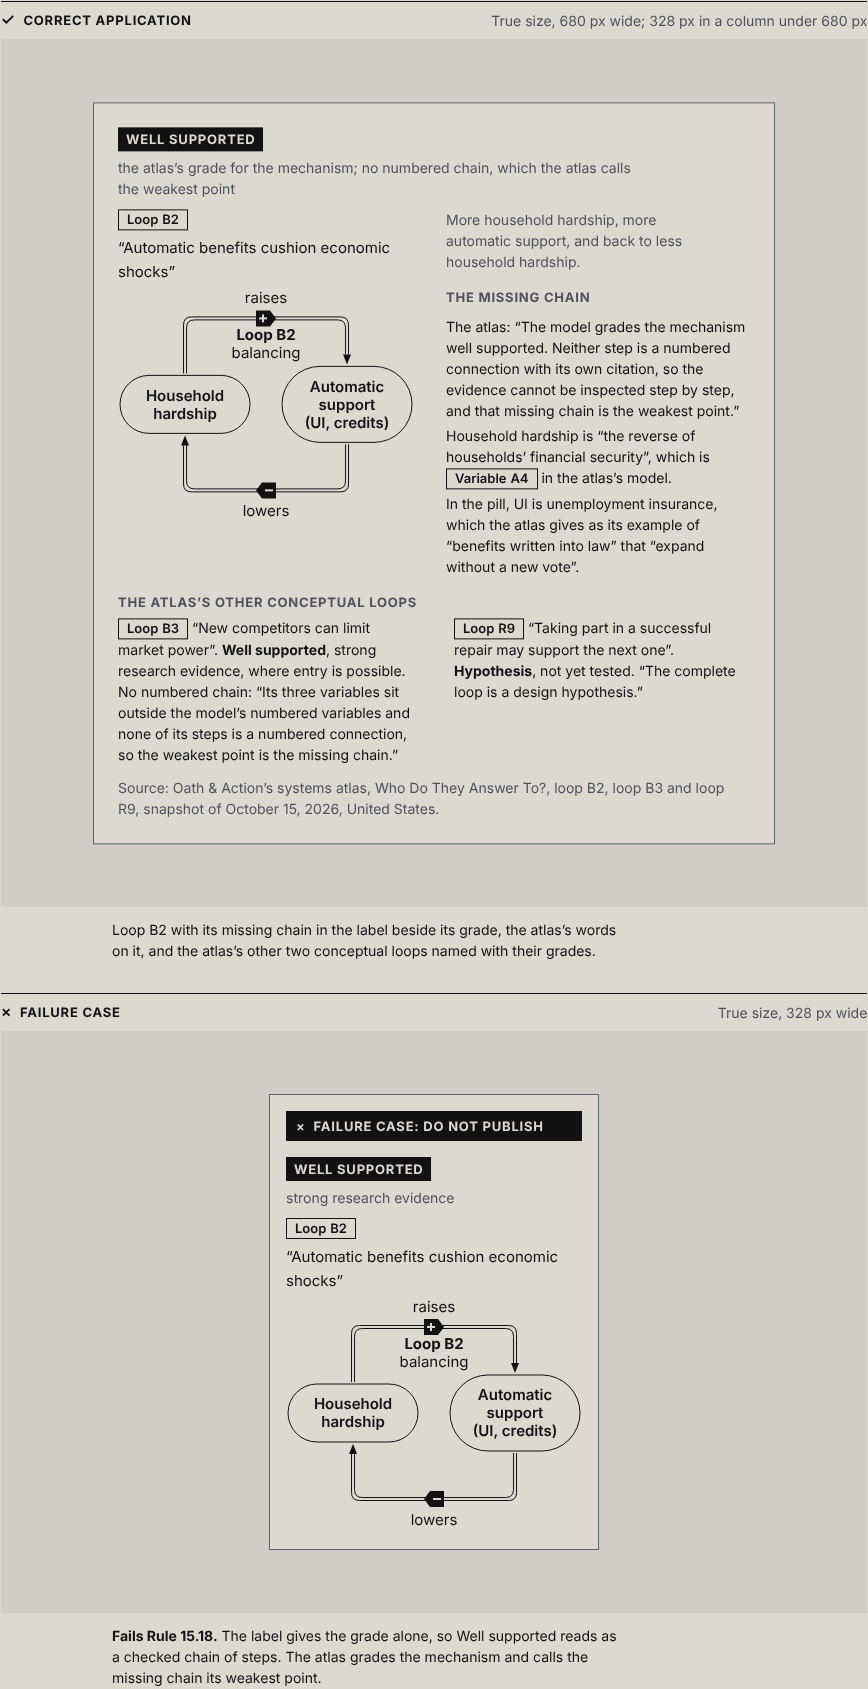 ✓ CORRECT APPLICATION
True size, 680 px wide; 328 px in a column under 680 px
WELL SUPPORTED
the atlas’s grade for the mechanism; no numbered chain, which the atlas calls
the weakest point
Loop B2
“Automatic benefits cushion economic
shocks”
raises
+
Loop B2
balancing
Household
hardship
Automatic
support
(UI, credits)
−
lowers
More household hardship, more
automatic support, and back to less
household hardship.
THE MISSING CHAIN
The atlas: “The model grades the mechanism
well supported. Neither step is a numbered
connection with its own citation, so the
evidence cannot be inspected step by step,
and that missing chain is the weakest point.”
Household hardship is “the reverse of
households’ financial security”, which is
Variable A4 in the atlas’s model.
In the pill, UI is unemployment insurance,
which the atlas gives as its example of
“benefits written into law” that “expand
without a new vote”.
THE ATLAS’S OTHER CONCEPTUAL LOOPS
Loop B3 “New competitors can limit
market power”. Well supported, strong
research evidence, where entry is possible.
No numbered chain: “Its three variables sit
outside the model’s numbered variables and
none of its steps is a numbered connection,
so the weakest point is the missing chain.”
Loop R9 “Taking part in a successful
repair may support the next one”.
Hypothesis, not yet tested. “The complete
loop is a design hypothesis.”
Source: Oath & Action’s systems atlas, Who Do They Answer To?, loop B2, loop B3 and loop
R9, snapshot of October 15, 2026, United States.
Loop B2 with its missing chain in the label beside its grade, the atlas’s words
on it, and the atlas’s other two conceptual loops named with their grades.
× FAILURE CASE
True size, 328 px wide
× FAILURE CASE: DO NOT PUBLISH
WELL SUPPORTED
strong research evidence
Loop B2
“Automatic benefits cushion economic
shocks”
raises
+
Loop B2
balancing
Household
hardship
Automatic
support
(UI, credits)
−
lowers
Fails Rule 15.18. The label gives the grade alone, so Well supported reads as
a checked chain of steps. The atlas grades the mechanism and calls the
missing chain its weakest point.